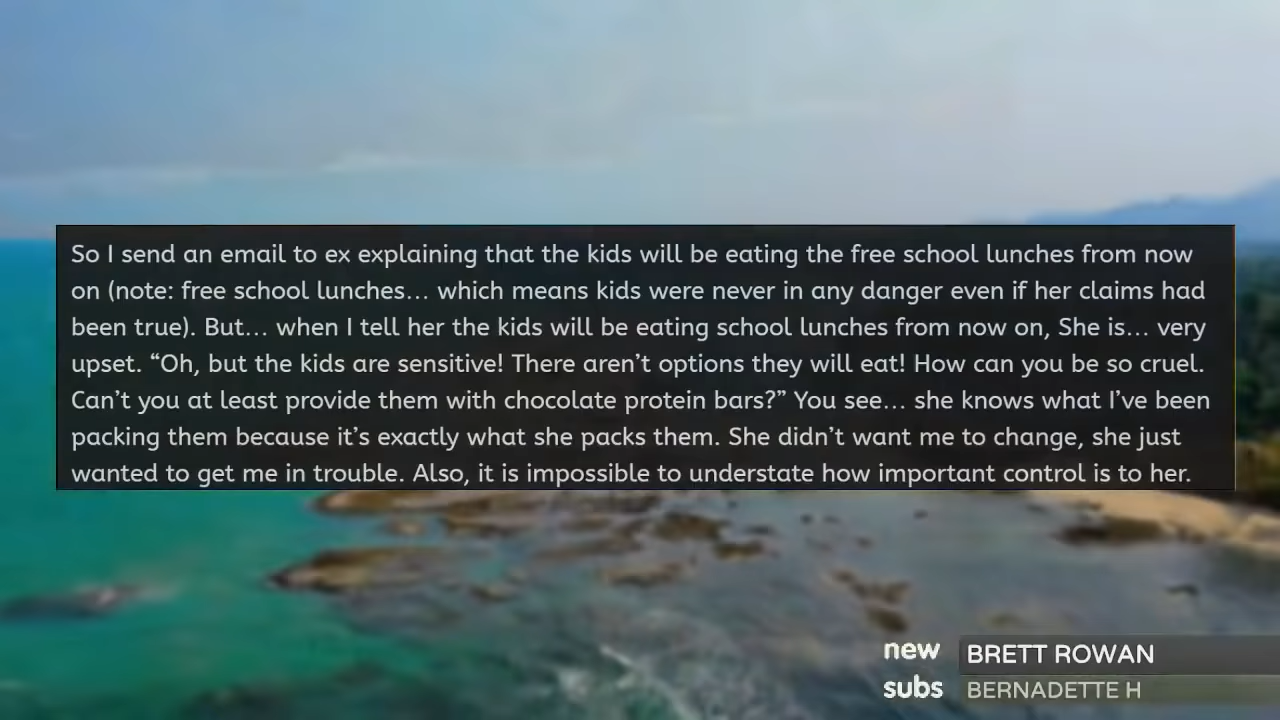 So I send an email to ex explaining that the kids will be eating the free school lunches from now
on (note: free school lunches… which means kids were never in any danger even if her claims had
been true). But… when I tell her the kids will be eating school lunches from now on, She is… very
upset. “Oh, but the kids are sensitive! There aren’t options they will eat! How can you be so cruel.
Can’t you at least provide them with chocolate protein bars?” You see… she knows what I’ve been
packing them because it’s exactly what she packs them. She didn’t want me to change, she just
wanted to get me in trouble. Also, it is impossible to understate how important control is to her.
new BRETT ROWAN
subs BERNADETTE H